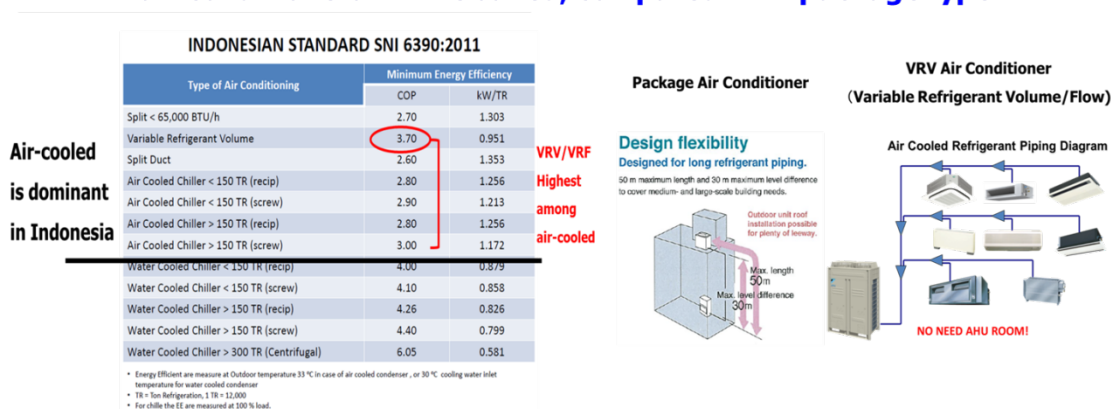 INDONESIAN STANDARD SNI 6390:2011
Type of Air Conditioning
Minimum Energy Efficiency
COP kW/TR
Split < 65,000 BTU/h 2.70 1.303
Variable Refrigerant Volume 3.70 0.951
Split Duct 2.60 1.353
Air Cooled Chiller < 150 TR (recip) 2.80 1.256
Air Cooled Chiller < 150 TR (screw) 2.90 1.213
Air Cooled Chiller > 150 TR (recip) 2.80 1.256
Air Cooled Chiller > 150 TR (screw) 3.00 1.172
Water Cooled Chiller < 150 TR (recip) 4.00 0.879
Water Cooled Chiller < 150 TR (screw) 4.10 0.858
Water Cooled Chiller > 150 TR (recip) 4.26 0.826
Water Cooled Chiller > 150 TR (screw) 4.40 0.799
Water Cooled Chiller > 300 TR (Centrifugal) 6.05 0.581
• Energy Efficient are measure at Outdoor temperature 33 °C in case of air cooled condenser , or 30 °C cooling water inlet
temperature for water cooled condenser
• TR = Ton Refrigeration, 1 TR = 12,000
• For chille the EE are measured at 100 % load.
Air-cooled
is dominant
in Indonesia
VRV/VRF
Highest
among
air-cooled
Package Air Conditioner
Design flexibility
Designed for long refrigerant piping.
50 m maximum length and 30 m maximum level difference
to cover medium- and large-scale building needs.
Outdoor unit roof
installation possible
for plenty of leeway.
Max. length
50m
Max. level difference
30m
VRV Air Conditioner
(Variable Refrigerant Volume/Flow)
Air Cooled Refrigerant Piping Diagram
NO NEED AHU ROOM!